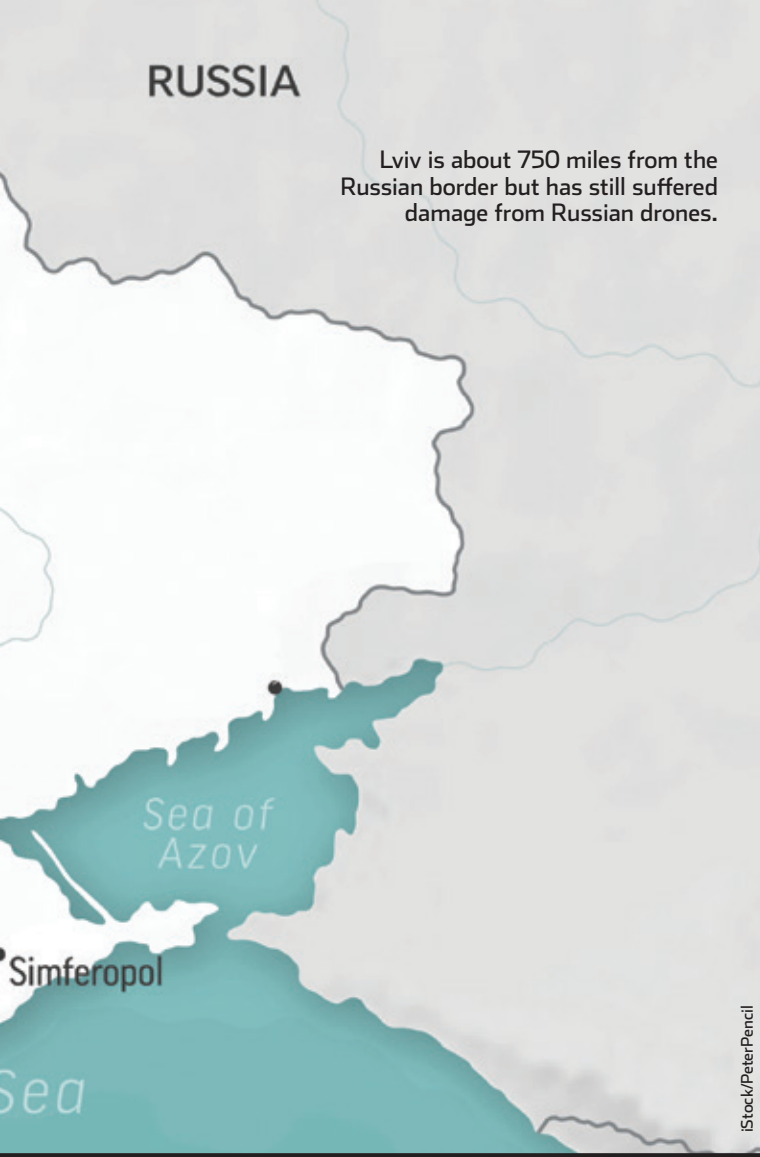 RUSSIA
Lviv is about 750 miles from the
Russian border but has still suffered
damage from Russian drones.
Sea of
Azov
Simferopol
Sea
iStock/PeterPencil